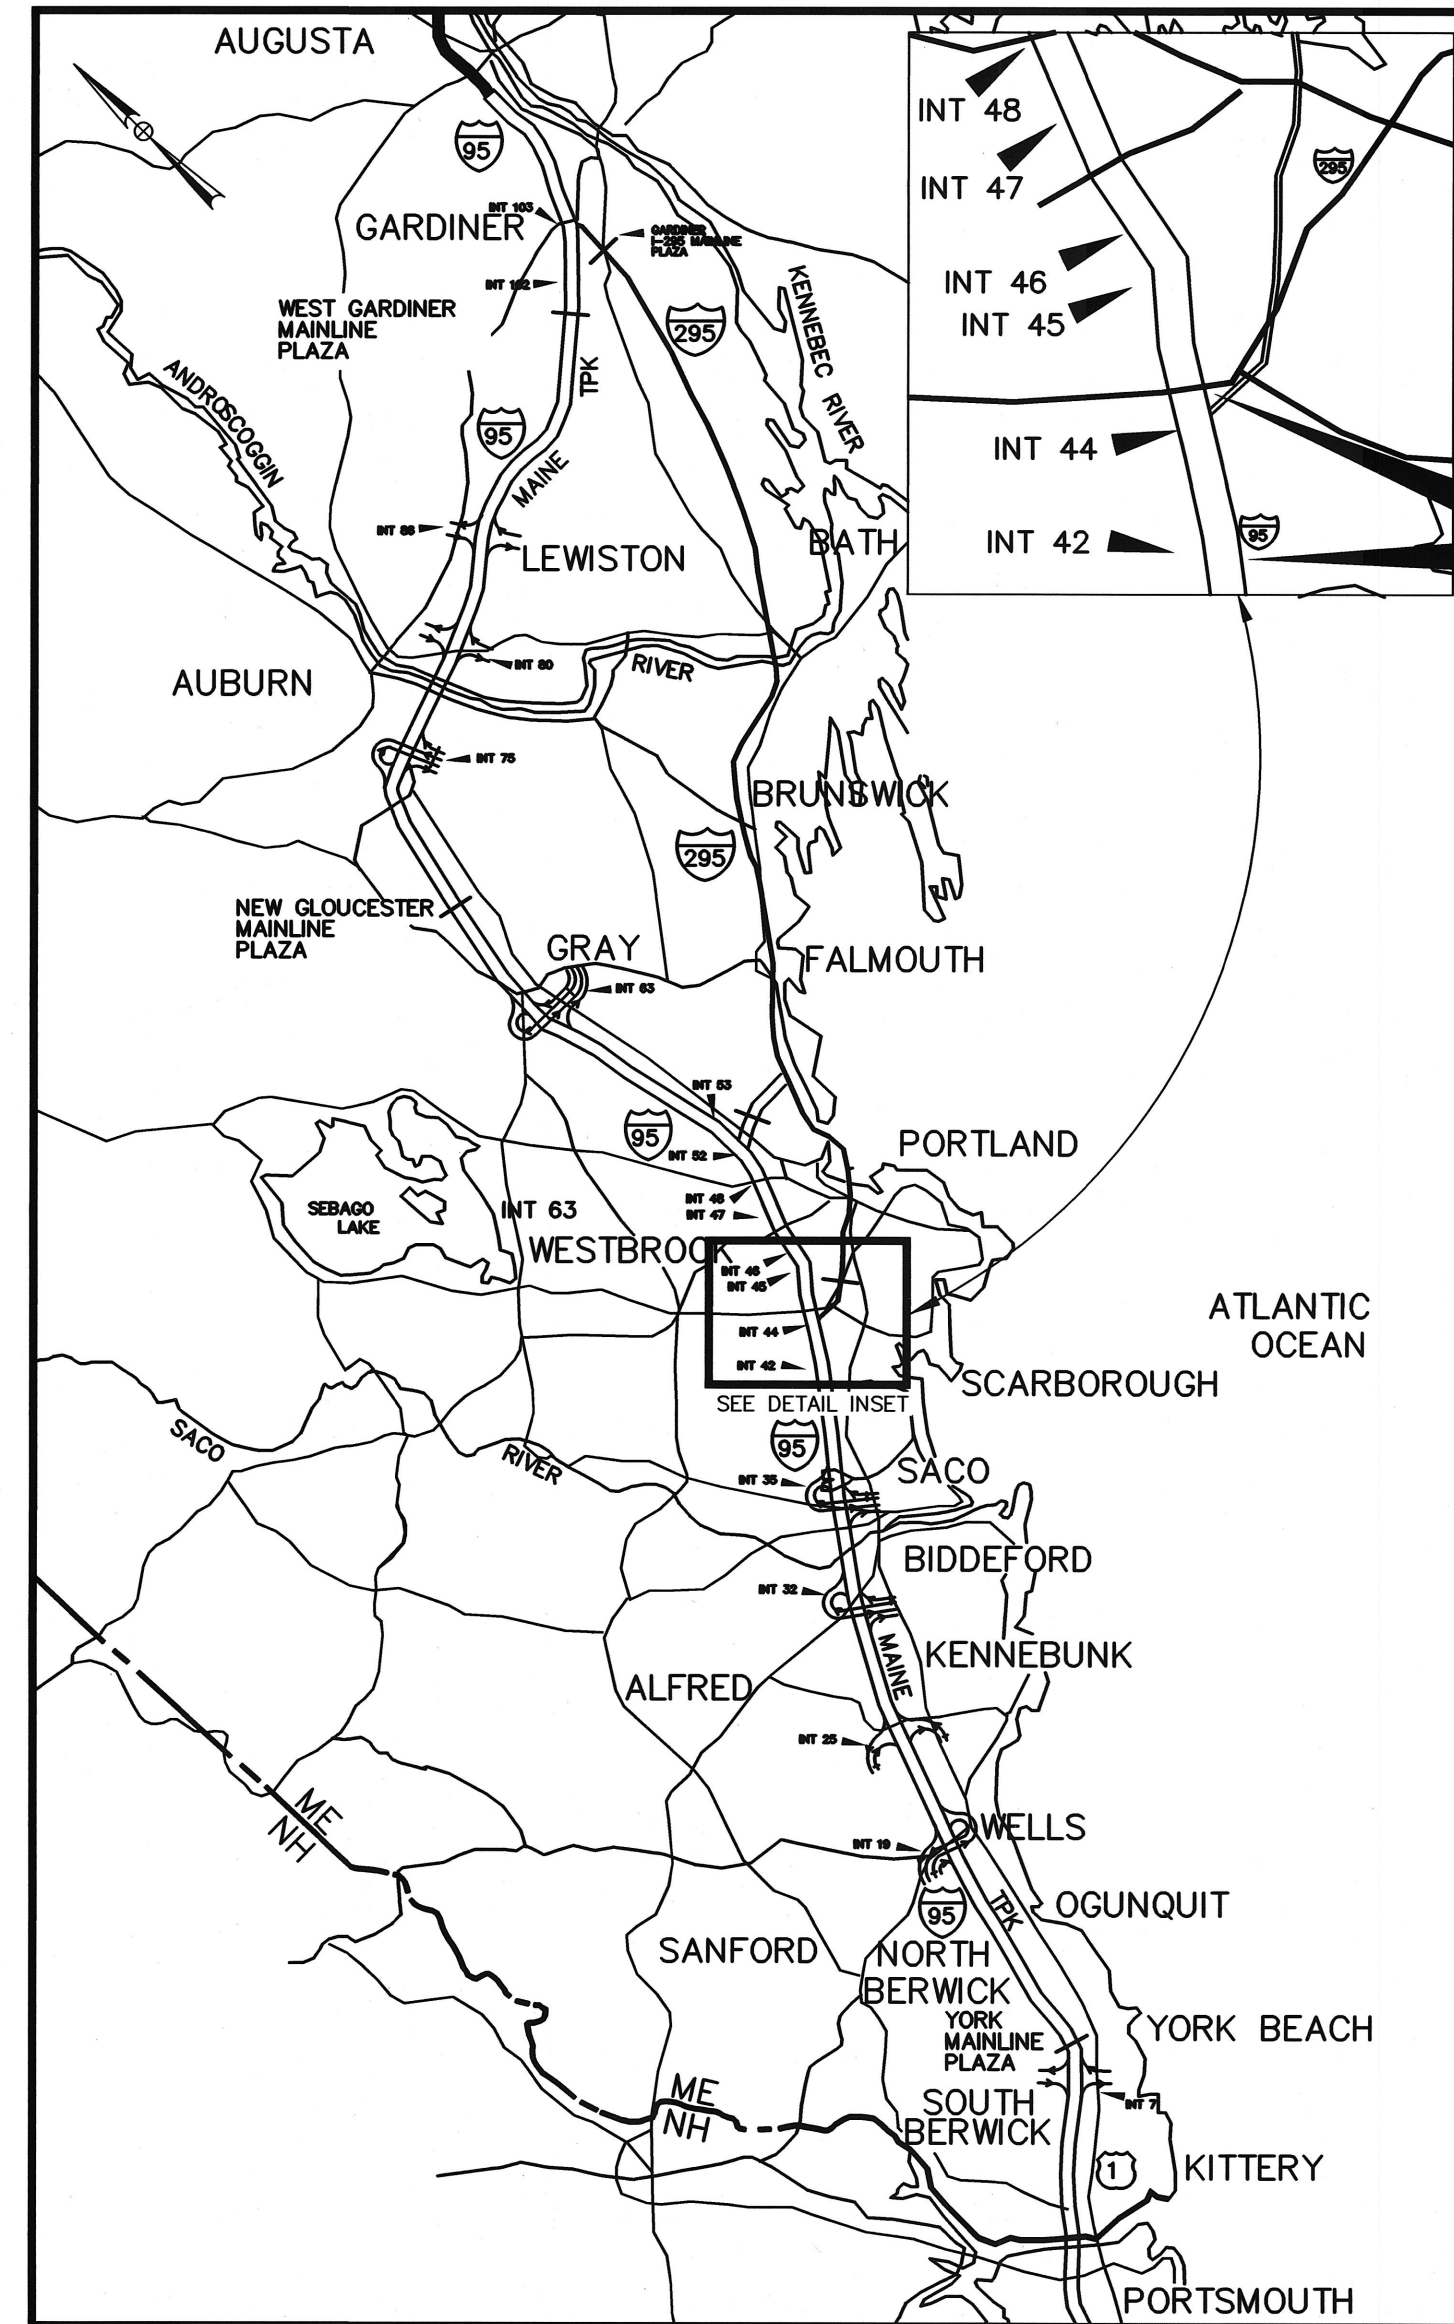 AUGUSTA
INT 48
95
INT 47
295
INT 103
GARDINER
GARDINER
I-295 MAINLINE
PLAZA
INT 46
INT 102
INT 45
WEST GARDINER
MAINLINE
PLAZA
295
KENNEBEC RIVER
TPK
ANDROSCOGGIN
95
INT 44
MAINE
INT 86
INT 42
95
BATH
LEWISTON
INT 80
RIVER
AUBURN
INT 75
BRUNSWICK
295
NEW GLOUCESTER
MAINLINE
PLAZA
GRAY
FALMOUTH
INT 63
INT 53
95
INT 52
PORTLAND
INT 48
INT 47
SEBAGO
LAKE
INT 63
WESTBROOK
INT 46
INT 45
ATLANTIC
OCEAN
INT 44
INT 42
SCARBOROUGH
SEE DETAIL INSET
SACO
RIVER
95
SACO
INT 35
BIDDEFORD
INT 32
MAINE
KENNEBUNK
ALFRED
INT 25
ME
NH
WELLS
INT 19
95
TPK
OGUNQUIT
SANFORD
NORTH
BERWICK
YORK
MAINLINE
PLAZA
YORK BEACH
ME
NH
SOUTH
BERWICK
INT 7
1
KITTERY
PORTSMOUTH